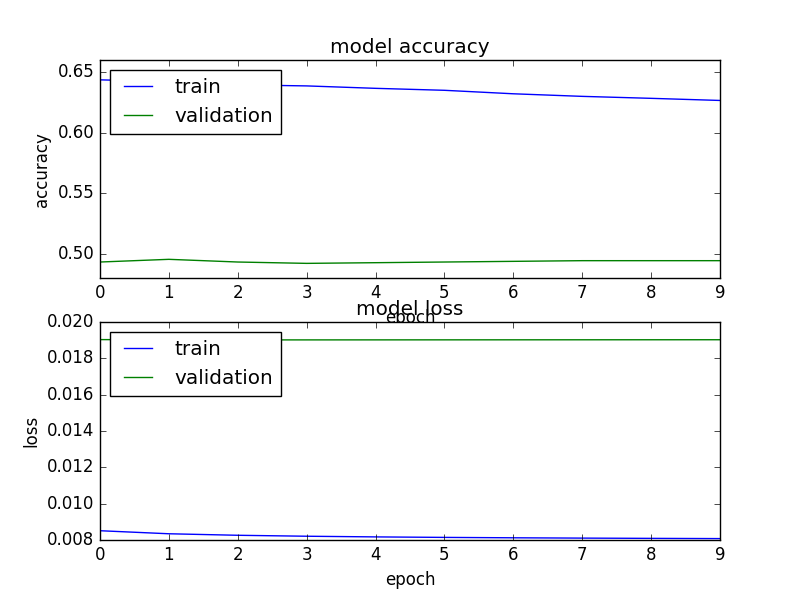 model accuracy
0.65
0.60
0.55
0.50
accuracy
train
validation
0 1 2 3 4 5 6 7 8 9
epoch
model loss
0.020
0.018
0.016
0.014
0.012
0.010
0.008
loss
train
validation
0 1 2 3 4 5 6 7 8 9
epoch